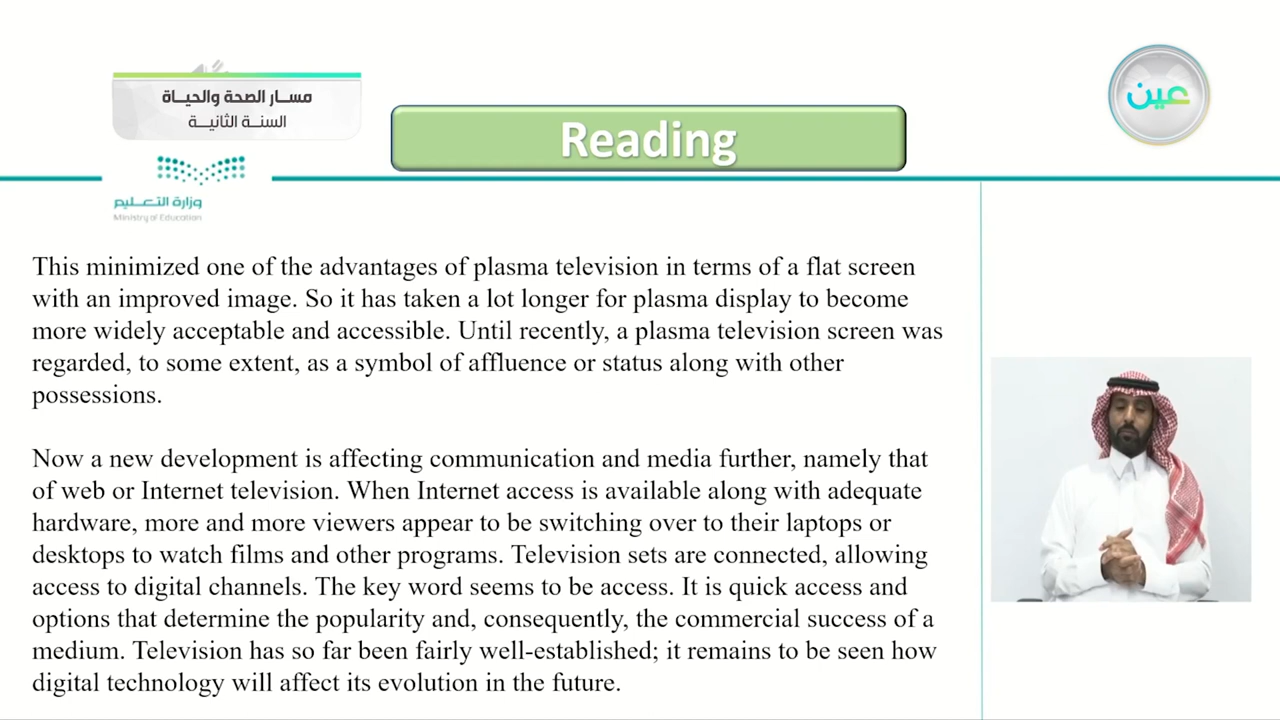 مسار الصحة والحياة
السنة الثانية
عين
Reading
وزارة التعليم
Ministry of Education
This minimized one of the advantages of plasma television in terms of a flat screen
with an improved image. So it has taken a lot longer for plasma display to become
more widely acceptable and accessible. Until recently, a plasma television screen was
regarded, to some extent, as a symbol of affluence or status along with other
possessions.
Now a new development is affecting communication and media further, namely that
of web or Internet television. When Internet access is available along with adequate
hardware, more and more viewers appear to be switching over to their laptops or
desktops to watch films and other programs. Television sets are connected, allowing
access to digital channels. The key word seems to be access. It is quick access and
options that determine the popularity and, consequently, the commercial success of a
medium. Television has so far been fairly well-established; it remains to be seen how
digital technology will affect its evolution in the future.